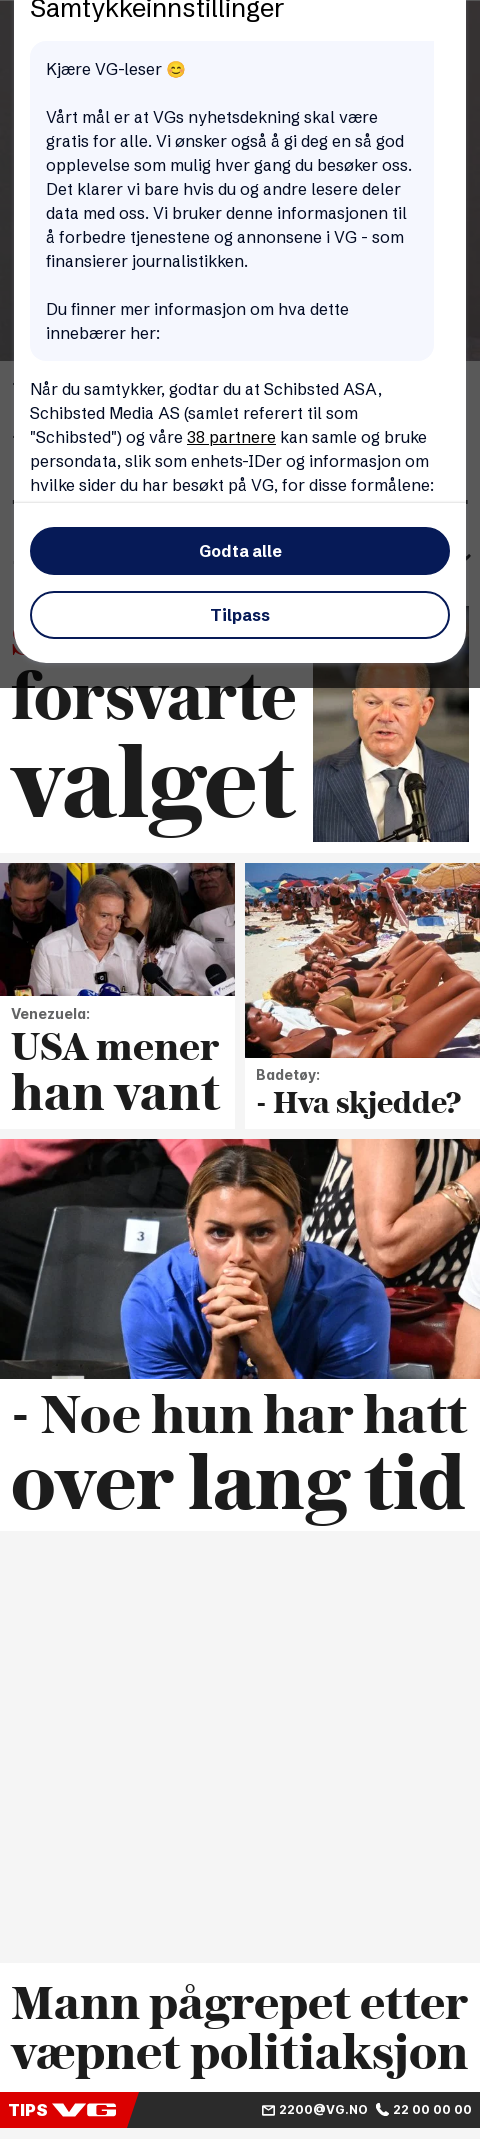 Samtykkeinnstillinger
Kjære VG-leser 😊
Vårt mål er at VGs nyhetsdekning skal være
gratis for alle. Vi ønsker også å gi deg en så god
opplevelse som mulig hver gang du besøker oss.
Det klarer vi bare hvis du og andre lesere deler
data med oss. Vi bruker denne informasjonen til
å forbedre tjenestene og annonsene i VG - som
finansierer journalistikken.
Du finner mer informasjon om hva dette
innebærer her:
Når du samtykker, godtar du at Schibsted ASA,
Schibsted Media AS (samlet referert til som
"Schibsted") og våre 38 partnere kan samle og bruke
persondata, slik som enhets-IDer og informasjon om
hvilke sider du har besøkt på VG, for disse formålene:
Godta alle
Tilpass
forsvarte
valget
Venezuela:
USA mener
han vant
Badetøy:
- Hva skjedde?
3
- Noe hun har hatt
over lang tid
Mann pågrepet etter
væpnet politiaksjon
TIPS VG 2200@VG.NO 22 00 00 00